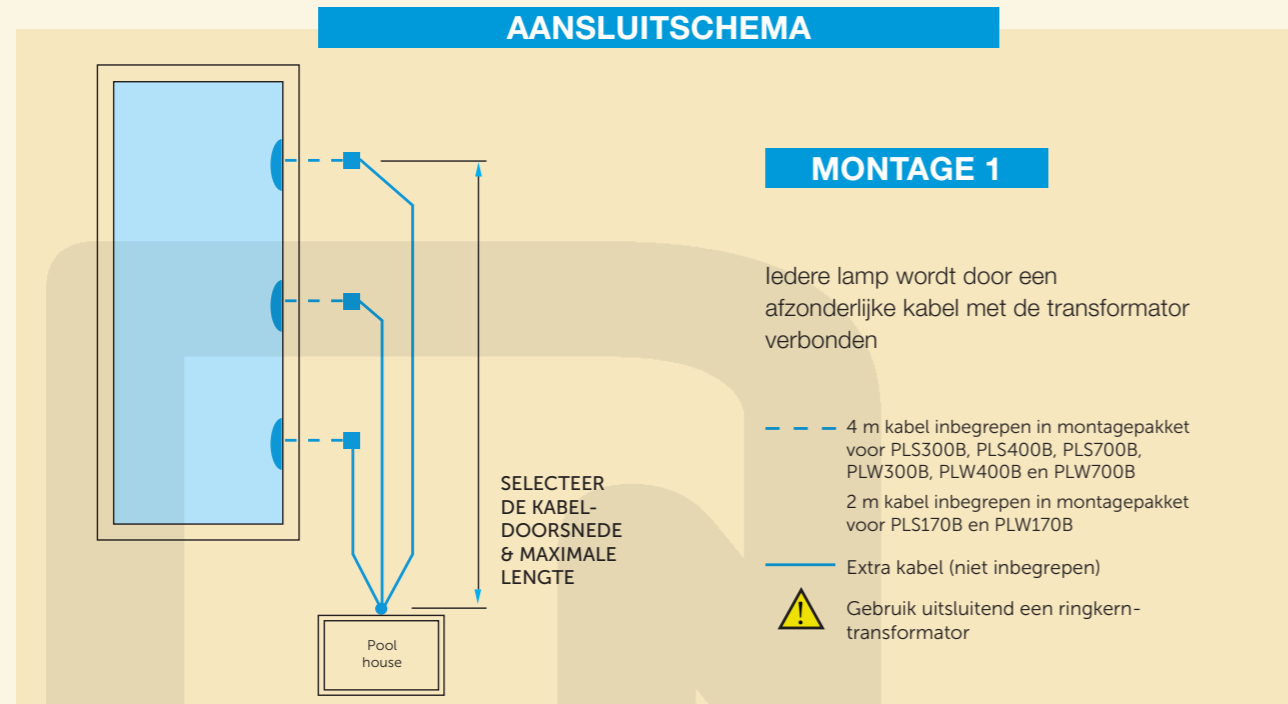 AANSLUITSCHEMA
MONTAGE 1
Iedere lamp wordt door een
afzonderlijke kabel met de transformator
verbonden
4 m kabel inbegrepen in montagepakket
voor PLS300B, PLS400B, PLS700B,
PLW300B, PLW400B en PLW700B
2 m kabel inbegrepen in montagepakket
voor PLS170B en PLW170B
Extra kabel (niet inbegrepen)
Gebruik uitsluitend een ringkern-
transformator
SELECTEER
DE KABEL-
DOORSNEDE
& MAXIMALE
LENGTE
Pool
house